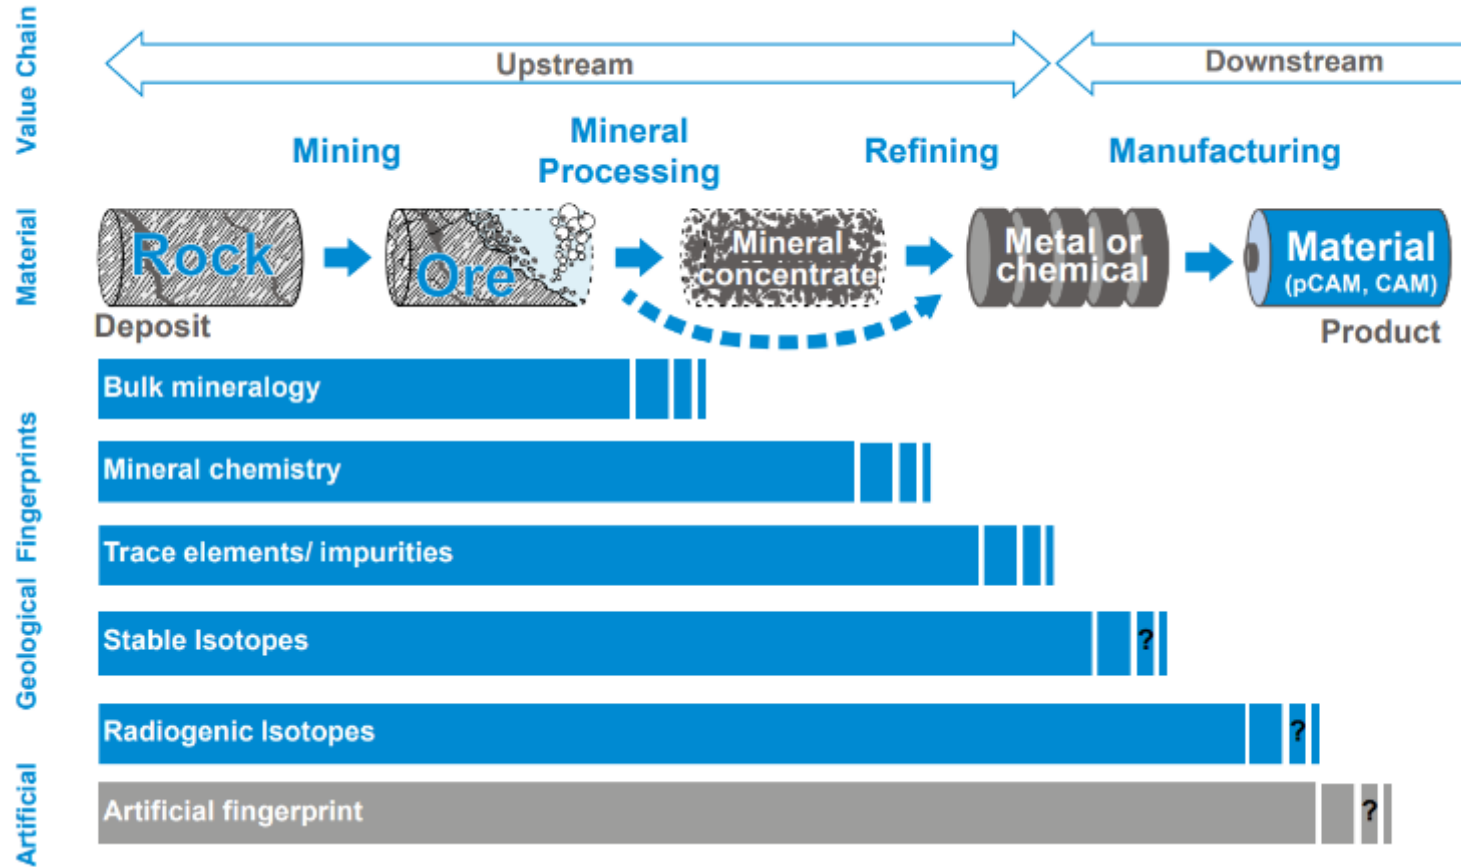 Value Chain
Upstream
Downstream
Mining
Mineral
Processing
Refining
Manufacturing
Material
Rock
Ore
Mineral
concentrate
Metal or
chemical
Material
(pCAM, CAM)
Deposit
Product
Geological Fingerprints
Bulk mineralogy
Mineral chemistry
Trace elements/ impurities
Stable Isotopes
?
Radiogenic Isotopes
?
Artificial
Artificial fingerprint
?